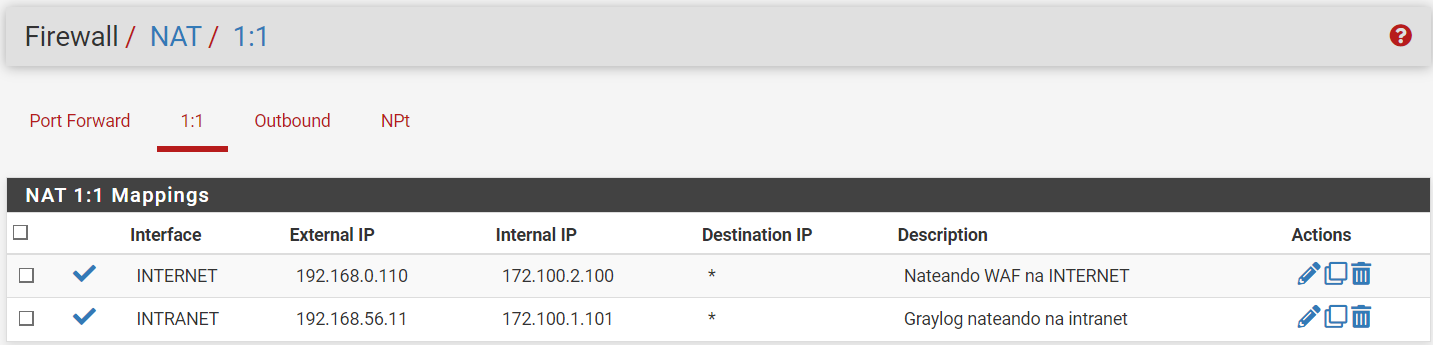 Firewall / NAT / 1:1
Port Forward 1:1 Outbound NPt
NAT 1:1 Mappings
Interface External IP Internal IP Destination IP Description Actions
INTERNET 192.168.0.110 172.100.2.100 * Nateando WAF na INTERNET
INTRANET 192.168.56.11 172.100.1.101 * Graylog nateando na intranet